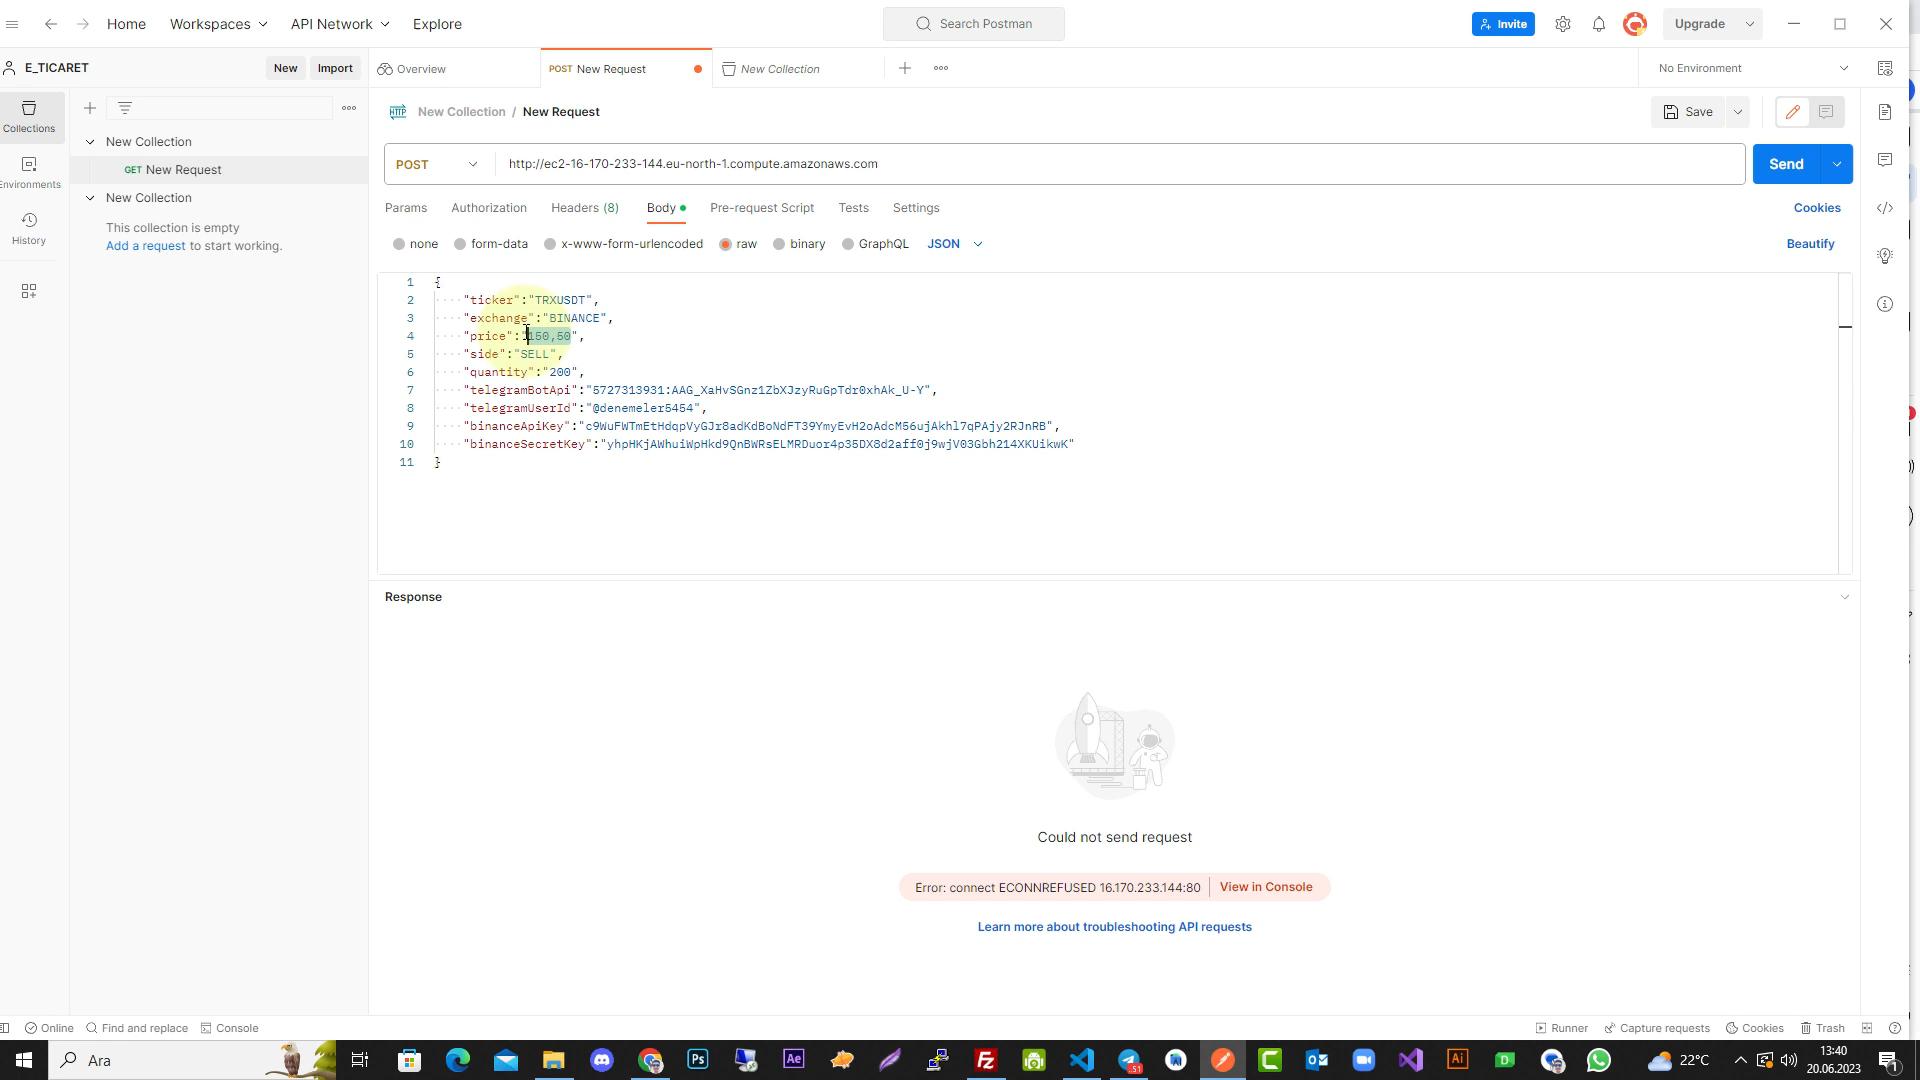 Home
Workspaces
API Network
Explore
Search Postman
Invite
Upgrade
E_TICARET
New
Import
Overview
POST New Request
New Collection
No Environment
Collections
Environments
History
New Collection
GET New Request
New Collection
This collection is empty
Add a request to start working.
HTTP
New Collection / New Request
Save
POST
http://ec2-16-170-233-144.eu-north-1.compute.amazonaws.com
Send
Params
Authorization
Headers (8)
Body
Pre-request Script
Tests
Settings
Cookies
none
form-data
x-www-form-urlencoded
raw
binary
GraphQL
JSON
Beautify
1 {
2 "ticker":"TRXUSDT",
3 "exchange":"BINANCE",
4 "price":"150,50",
5 "side":"SELL",
6 "quantity":"200",
7 "telegramBotApi":"5727313931:AAG_XaHvSGnz1ZbXJzyRuGpTdr0xhAk_U-Y",
8 "telegramUserId":"@denemeler5454",
9 "binanceApiKey":"c9WuFWTmEtHdqpVyGJr8adKdBoNdFT39YmyEvH2oAdcM56ujAkhl7qPAjy2RJnRB",
10 "binanceSecretKey":"yhpHKjAWhuiWpHkd9QnBWRsELMRDuor4p35DX8d2aff0j9wjV03Gbh214XKUikwK"
11 }
Response
Could not send request
Error: connect ECONNREFUSED 16.170.233.144:80
View in Console
Learn more about troubleshooting API requests
Online
Find and replace
Console
Runner
Capture requests
Cookies
Trash
Ara
Ps
Ae
Fz
51
Ai
D
22°C
13:40
20.06.2023
1